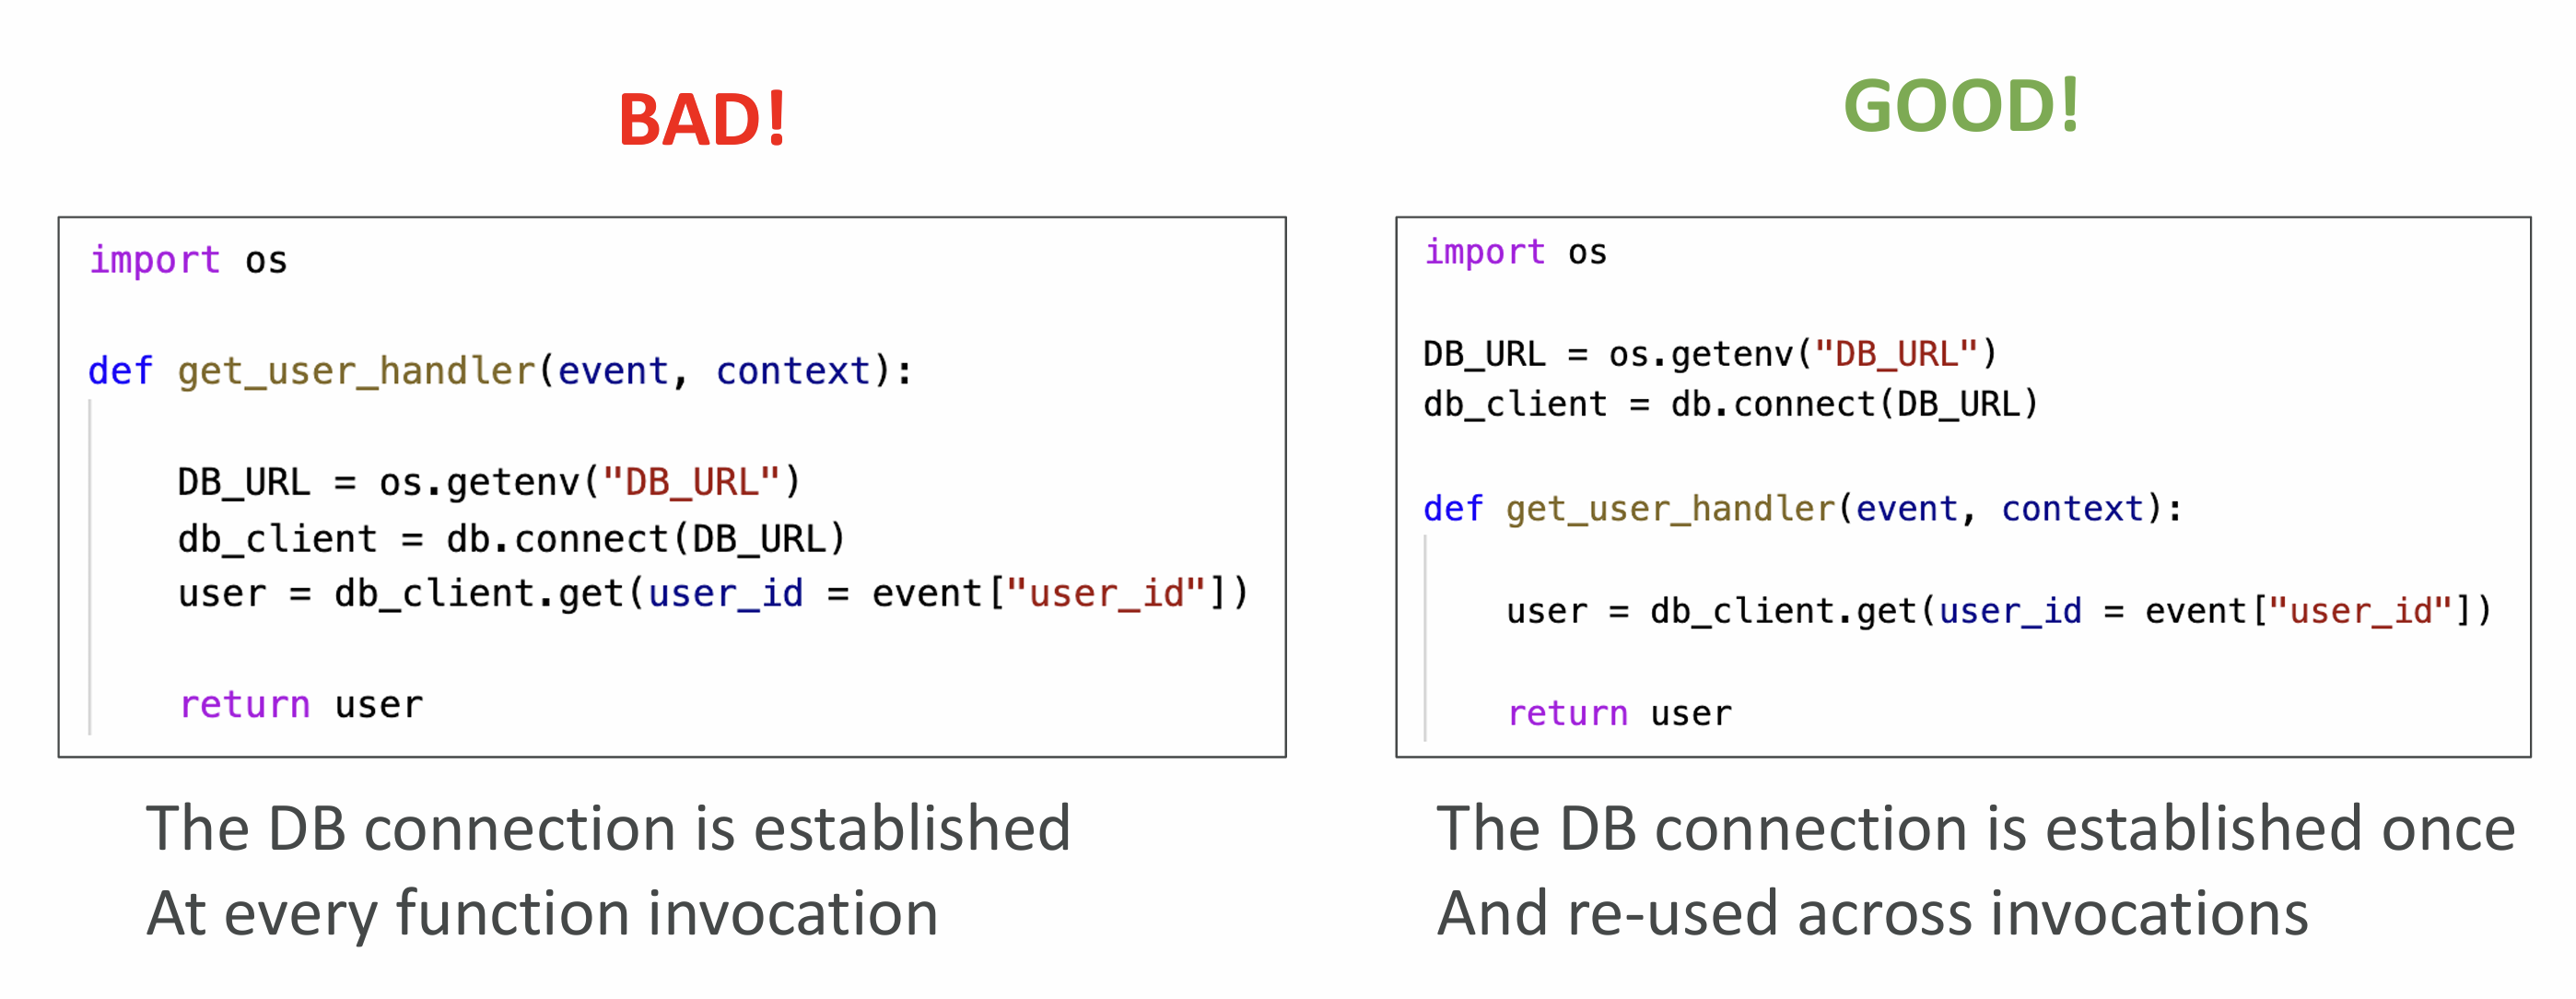 BAD!
import os
def get_user_handler(event, context):
DB_URL = os.getenv("DB_URL")
db_client = db.connect(DB_URL)
user = db_client.get(user_id = event["user_id"])
return user
The DB connection is established
At every function invocation
GOOD!
import os
DB_URL = os.getenv("DB_URL")
db_client = db.connect(DB_URL)
def get_user_handler(event, context):
user = db_client.get(user_id = event["user_id"])
return user
The DB connection is established once
And re-used across invocations